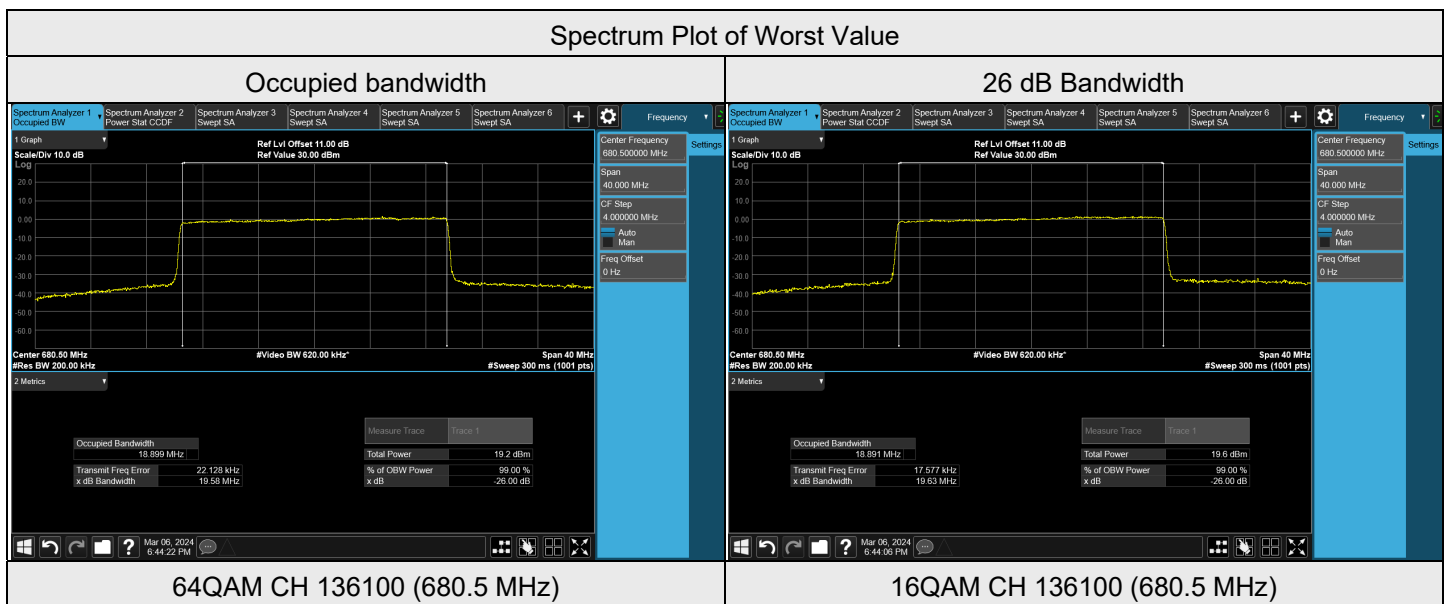 Spectrum Plot of Worst Value
Occupied bandwidth
Spectrum Analyzer 1 Spectrum Analyzer 2 Spectrum Analyzer 3 Spectrum Analyzer 4 Spectrum Analyzer 5 Spectrum Analyzer 6
Occupied BW Power Stat CCDF Swept SA Swept SA Swept SA Swept SA
+
Frequency
1 Graph
Scale/Div 10.0 dB
Log
Ref Lvl Offset 11.00 dB
Ref Value 30.00 dBm
20.0
10.0
0.00
-10.0
-20.0
-30.0
-40.0
-50.0
-60.0
Center 680.50 MHz
#Res BW 200.00 kHz
#Video BW 620.00 kHz*
Span 40 MHz
#Sweep 300 ms (1001 pts)
Center Frequency
680.500000 MHz
Settings
Span
40.000 MHz
CF Step
4.000000 MHz
Auto
Man
Freq Offset
0 Hz
2 Metrics
Measure Trace Trace 1
Occupied Bandwidth
18.899 MHz
Total Power 19.2 dBm
Transmit Freq Error 22.128 kHz
% of OBW Power 99.00 %
x dB Bandwidth 19.58 MHz
x dB -26.00 dB
?
Mar 06, 2024
6:44:22 PM
64QAM CH 136100 (680.5 MHz)
26 dB Bandwidth
Spectrum Analyzer 1 Spectrum Analyzer 2 Spectrum Analyzer 3 Spectrum Analyzer 4 Spectrum Analyzer 5 Spectrum Analyzer 6
Occupied BW Power Stat CCDF Swept SA Swept SA Swept SA Swept SA
+
Frequency
1 Graph
Scale/Div 10.0 dB
Log
Ref Lvl Offset 11.00 dB
Ref Value 30.00 dBm
20.0
10.0
0.00
-10.0
-20.0
-30.0
-40.0
-50.0
-60.0
Center 680.50 MHz
#Res BW 200.00 kHz
#Video BW 620.00 kHz*
Span 40 MHz
#Sweep 300 ms (1001 pts)
Center Frequency
680.500000 MHz
Settings
Span
40.000 MHz
CF Step
4.000000 MHz
Auto
Man
Freq Offset
0 Hz
2 Metrics
Measure Trace Trace 1
Occupied Bandwidth
18.891 MHz
Total Power 19.6 dBm
Transmit Freq Error 17.577 kHz
% of OBW Power 99.00 %
x dB Bandwidth 19.63 MHz
x dB -26.00 dB
?
Mar 06, 2024
6:44:06 PM
16QAM CH 136100 (680.5 MHz)